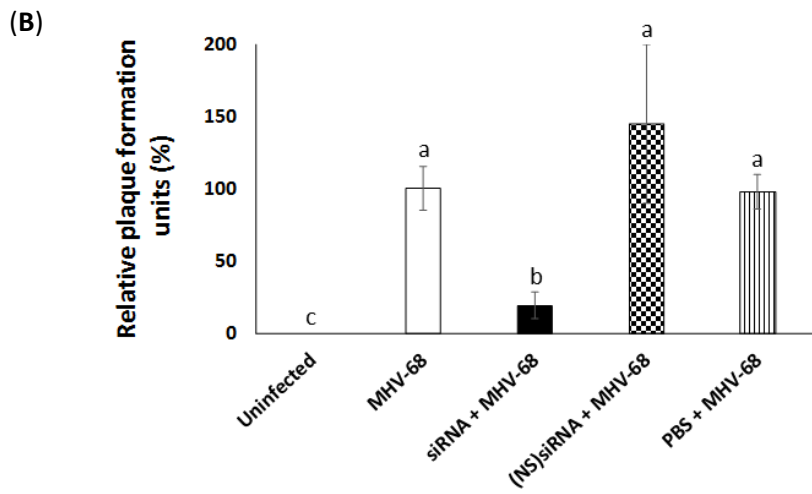 (B)
Relative plaque formation
units (%)
200
150
100
50
0
a
a
a
b
c
Uninfected
MHV-68
siRNA + MHV-68
(NS)siRNA + MHV-68
PBS + MHV-68